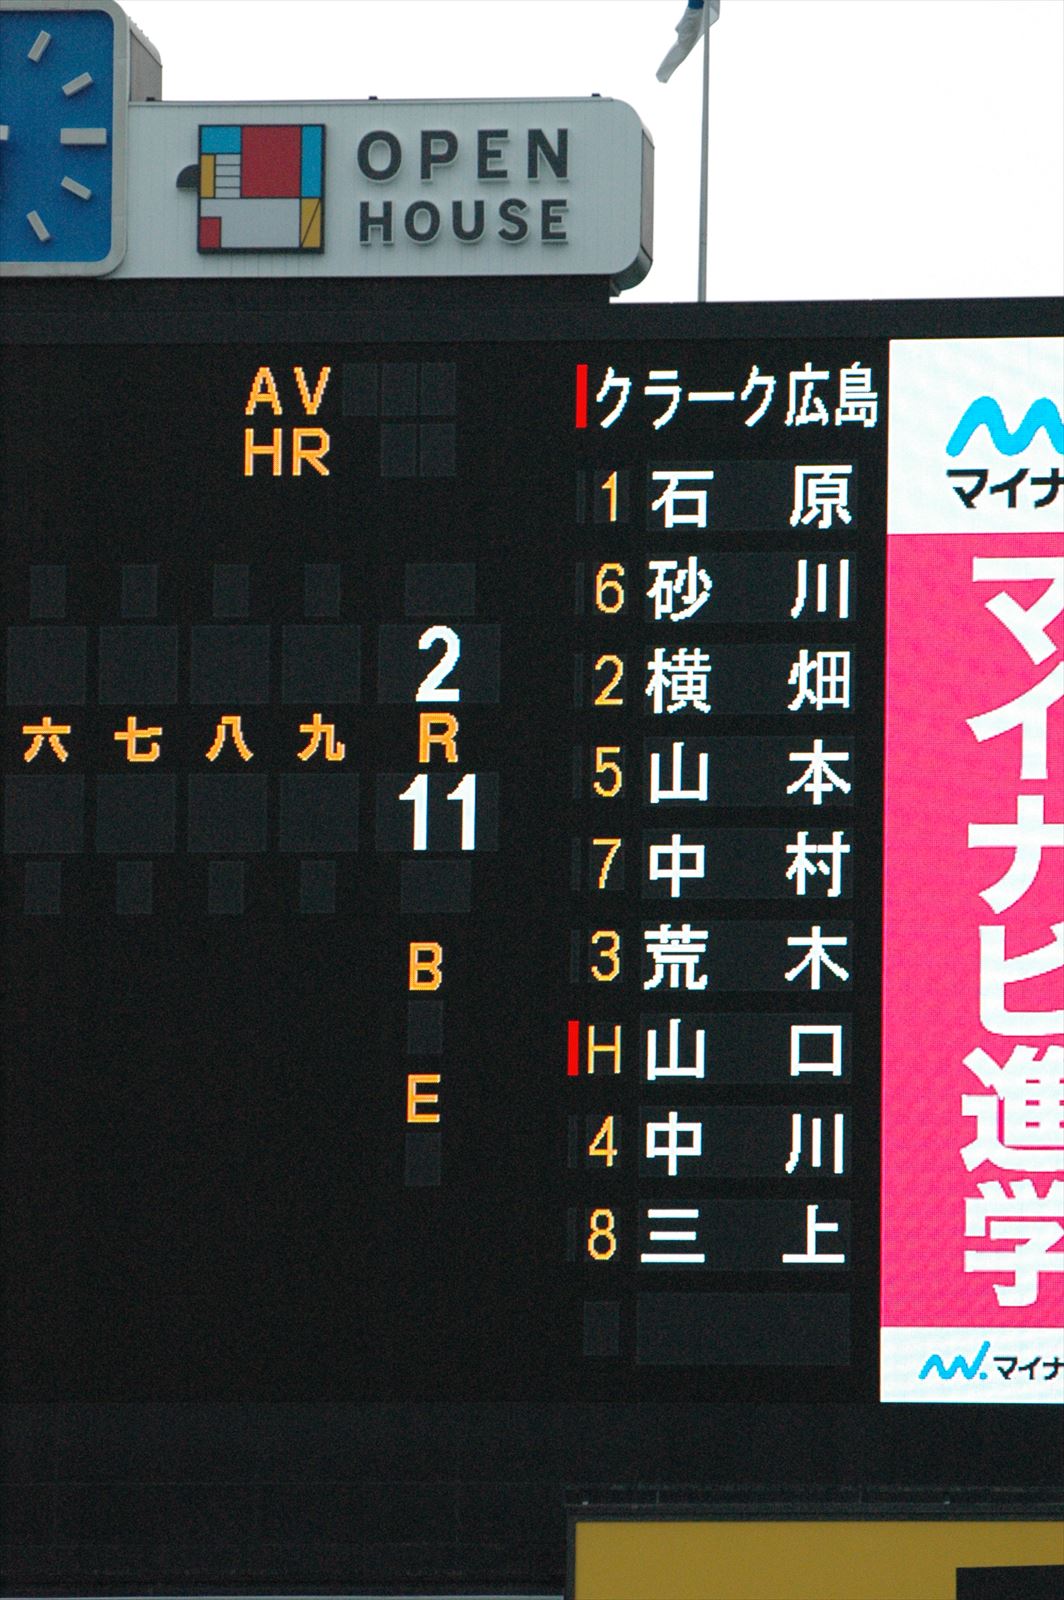 OPEN
HOUSE
AV
HR
2
六 七 八 九 R
11
B
E
クラーク広島
1 石原
6 砂川
2 横畑
5 山本
7 中村
3 荒木
H 山口
4 中川
8 三上
マイナ
マイナビ進学
マイナ